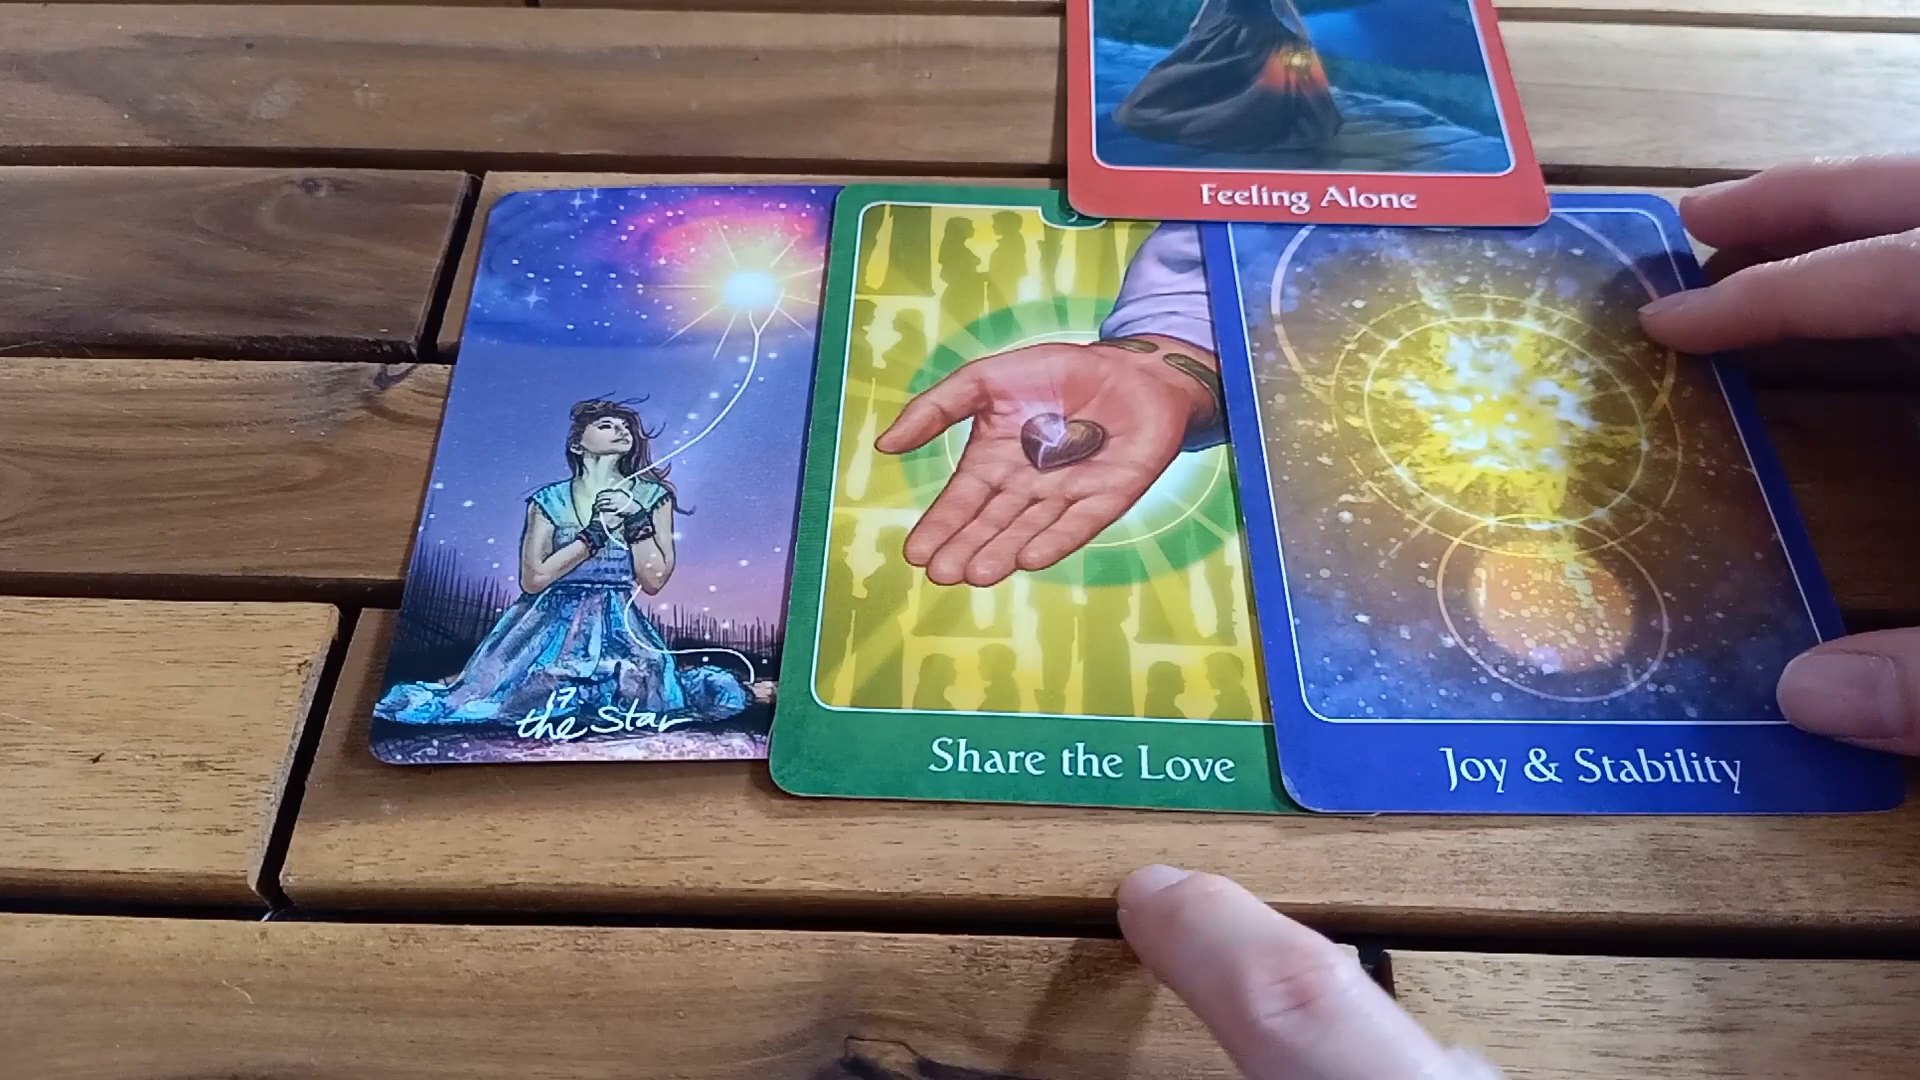 Feeling Alone
17.
the Star
Share the Love
Joy & Stability